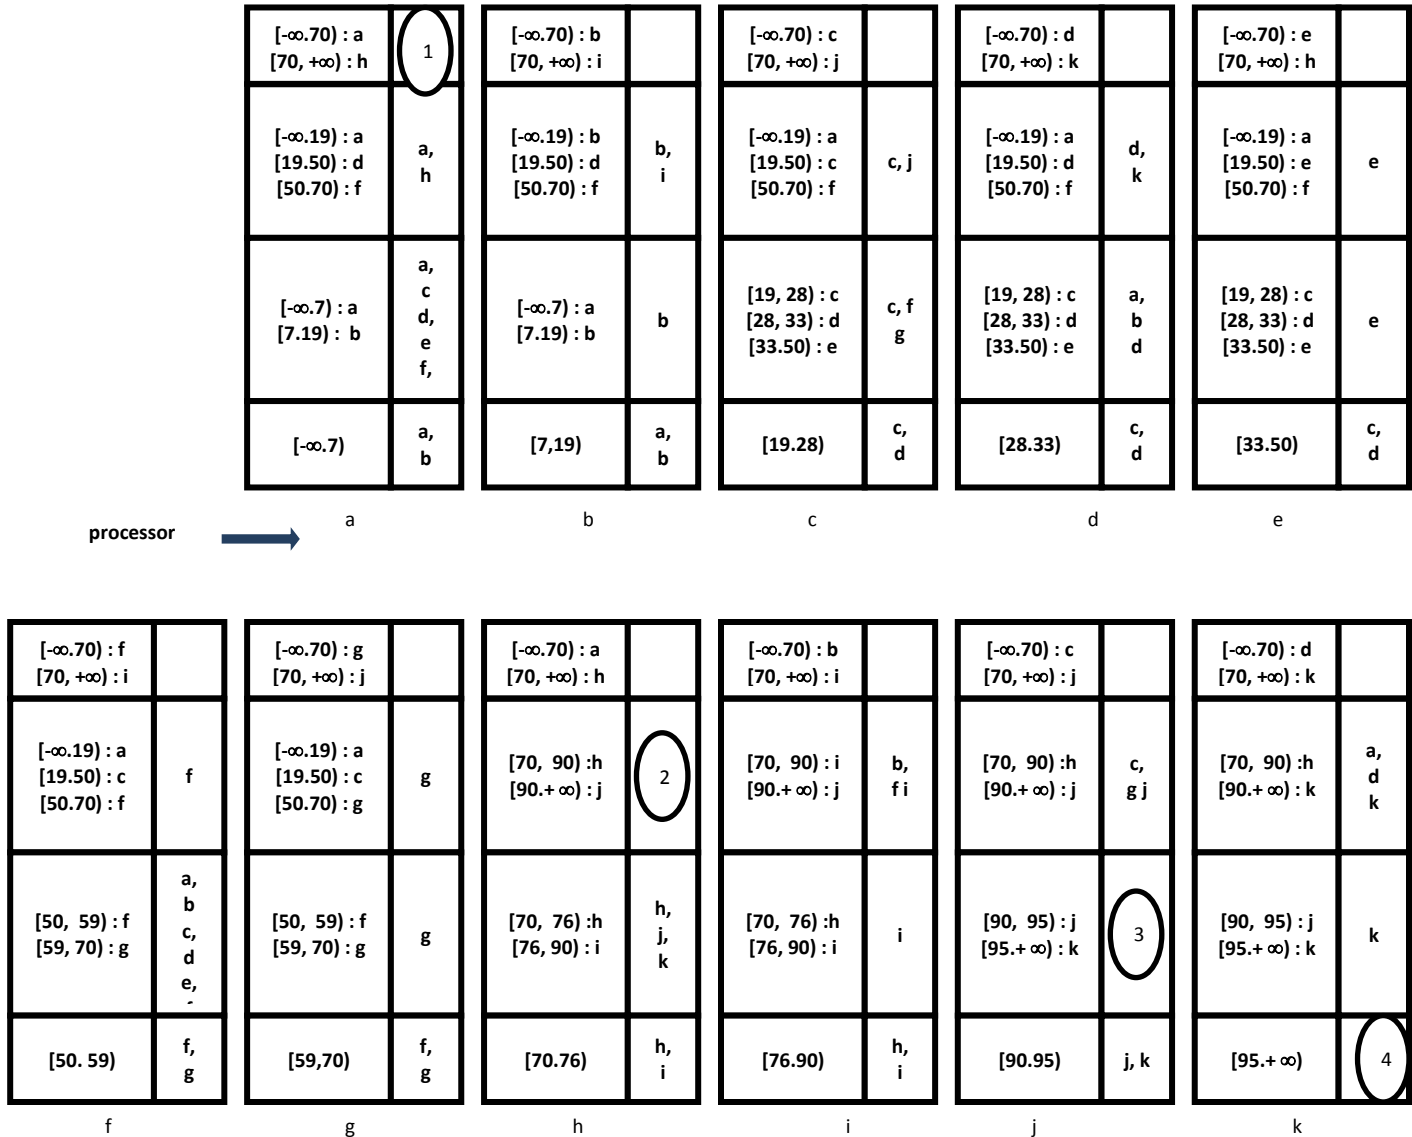 [-∞.70) : a
[70, +∞) : h
1
[-∞.70) : b
[70, +∞) : i
[-∞.70) : c
[70, +∞) : j
[-∞.70) : d
[70, +∞) : k
[-∞.70) : e
[70, +∞) : h
[-∞.19) : a
[19.50) : d
[50.70) : f
a,
h
[-∞.19) : b
[19.50) : d
[50.70) : f
b,
i
[-∞.19) : a
[19.50) : c
[50.70) : f
c, j
[-∞.19) : a
[19.50) : d
[50.70) : f
d,
k
[-∞.19) : a
[19.50) : e
[50.70) : f
e
[-∞.7) : a
[7.19) : b
a,
c
d,
e
f,
[-∞.7) : a
[7.19) : b
b
[19, 28) : c
[28, 33) : d
[33.50) : e
c, f
g
[19, 28) : c
[28, 33) : d
[33.50) : e
a,
b
d
[19, 28) : c
[28, 33) : d
[33.50) : e
e
[-∞.7)
a,
b
[7,19)
a,
b
[19.28)
c,
d
[28.33)
c,
d
[33.50)
c,
d
a
b
c
d
e
processor
[-∞.70) : f
[70, +∞) : i
[-∞.70) : g
[70, +∞) : j
[-∞.70) : a
[70, +∞) : h
[-∞.70) : b
[70, +∞) : i
[-∞.70) : c
[70, +∞) : j
[-∞.70) : d
[70, +∞) : k
[-∞.19) : a
[19.50) : c
[50.70) : f
f
[-∞.19) : a
[19.50) : c
[50.70) : g
g
[70, 90) :h
[90.+ ∞) : j
2
[70, 90) : i
[90.+ ∞) : j
b,
f i
[70, 90) :h
[90.+ ∞) : j
c,
g j
[70, 90) :h
[90.+ ∞) : k
a,
d
k
[50, 59) : f
[59, 70) : g
a,
b
c,
d
e,
[50, 59) : f
[59, 70) : g
g
[70, 76) :h
[76, 90) : i
h,
j,
k
[70, 76) :h
[76, 90) : i
i
[90, 95) : j
[95.+ ∞) : k
3
[90, 95) : j
[95.+ ∞) : k
k
[50. 59)
f,
g
[59,70)
f,
g
[70.76)
h,
i
[76.90)
h,
i
[90.95)
j, k
[95.+ ∞)
4
f
g
h
i
j
k